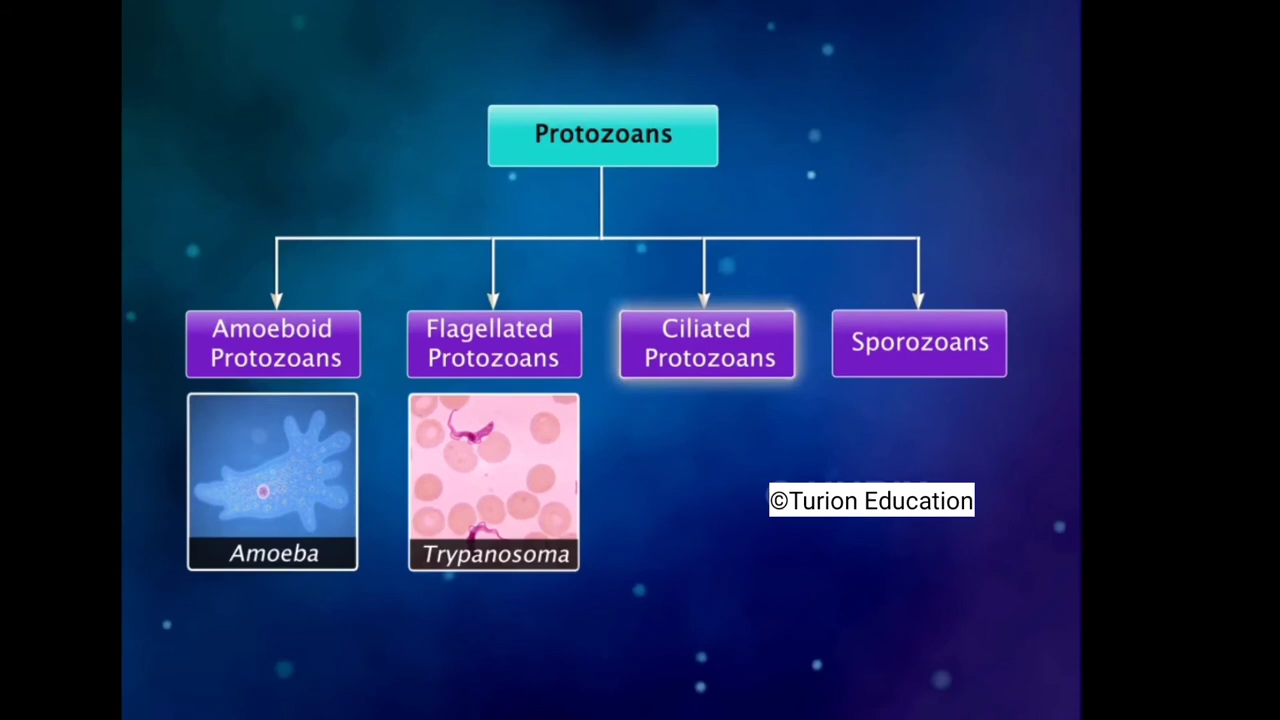 Protozoans
Amoeboid
Protozoans
Flagellated
Protozoans
Ciliated
Protozoans
Sporozoans
Amoeba
Trypanosoma
©Turion Education